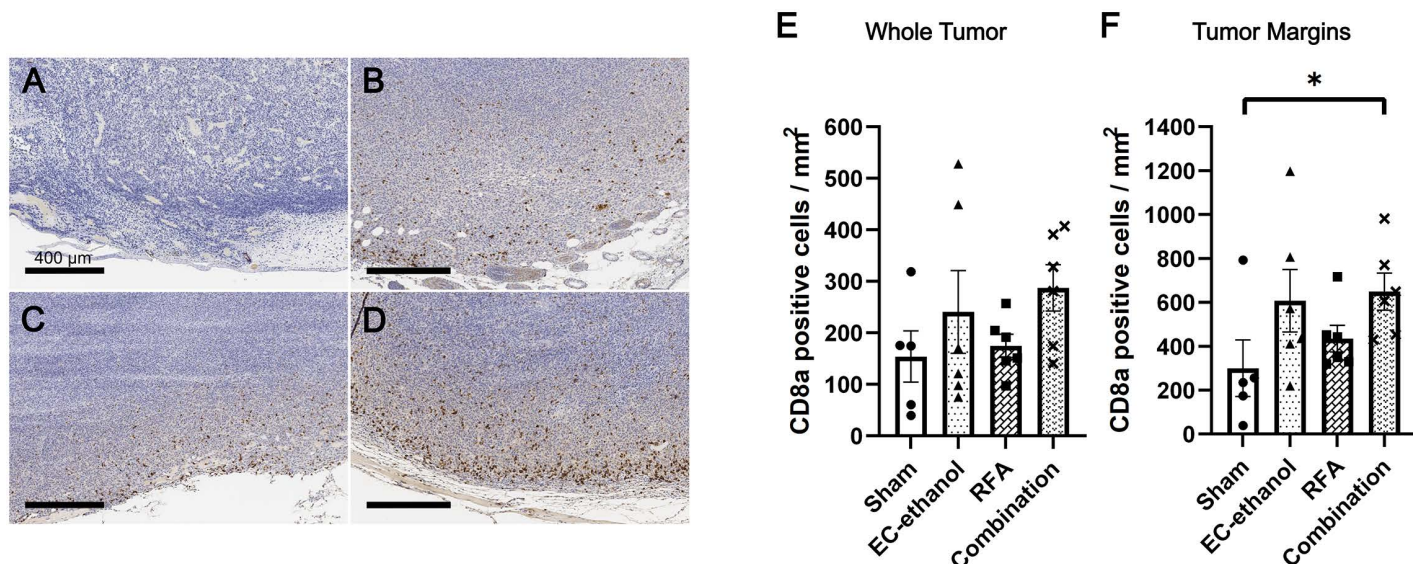 A
B
400 µm
C
D
E
Whole Tumor
CD8a positive cells / mm²
600
500
400
300
200
100
0
Sham
EC-ethanol
RFA
Combination
F
Tumor Margins
*
CD8a positive cells / mm²
1400
1200
1000
800
600
400
200
0
Sham
EC-ethanol
RFA
Combination